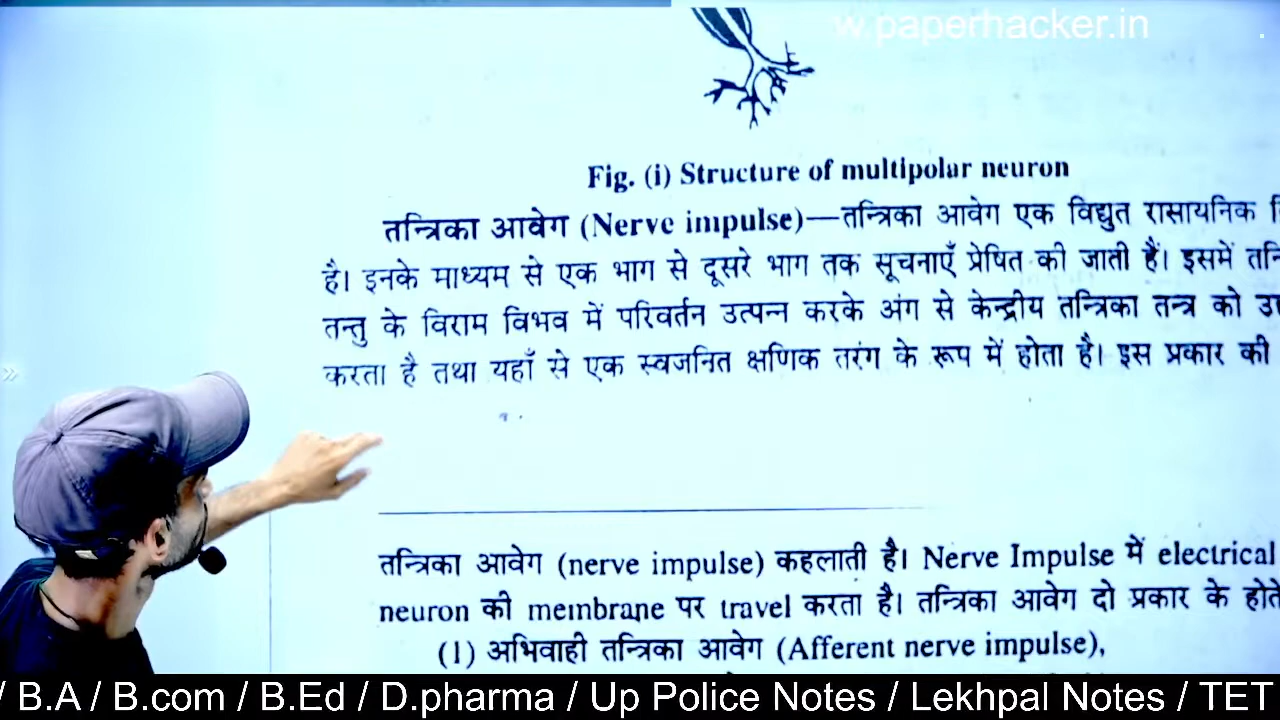 w.paperhacker.in
Fig. (i) Structure of multipolar neuron
तन्त्रिका आवेग (Nerve impulse)—तन्त्रिका आवेग एक विद्युत रासायनिक
है। इनके माध्यम से एक भाग से दूसरे भाग तक सूचनाएँ प्रेषित की जाती हैं। इसमें
तन्तु के विराम विभव में परिवर्तन उत्पन्न करके अंग से केन्द्रीय तन्त्रिका तन्त्र को
करता है तथा यहाँ से एक स्वजनित क्षणिक तरंग के रूप में होता है। इस प्रकार की
तन्त्रिका आवेग (nerve impulse) कहलाती है। Nerve Impulse में electrical
neuron की membrane पर travel करता है। तन्त्रिका आवेग दो प्रकार के होते
(1) अभिवाही तन्त्रिका आवेग (Afferent nerve impulse),
/ B.A / B.com / B.Ed / D.pharma / Up Police Notes / Lekhpal Notes / TET